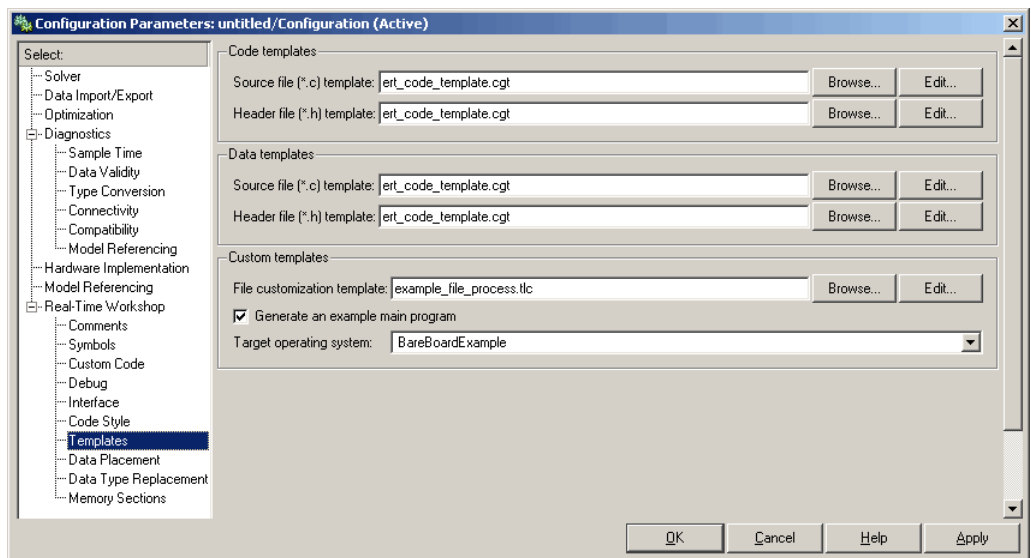 Configuration Parameters: untitled/Configuration (Active)
Select:
Solver
Data Import/Export
Optimization
Diagnostics
Sample Time
Data Validity
Type Conversion
Connectivity
Compatibility
Model Referencing
Hardware Implementation
Model Referencing
Real-Time Workshop
Comments
Symbols
Custom Code
Debug
Interface
Code Style
Templates
Data Placement
Data Type Replacement
Memory Sections
Code templates
Source file (*.c) template: ert_code_template.cgt Browse... Edit...
Header file (*.h) template: ert_code_template.cgt Browse... Edit...
Data templates
Source file (*.c) template: ert_code_template.cgt Browse... Edit...
Header file (*.h) template: ert_code_template.cgt Browse... Edit...
Custom templates
File customization template: example_file_process.tlc Browse... Edit...
Generate an example main program
Target operating system: BareBoardExample
OK Cancel Help Apply